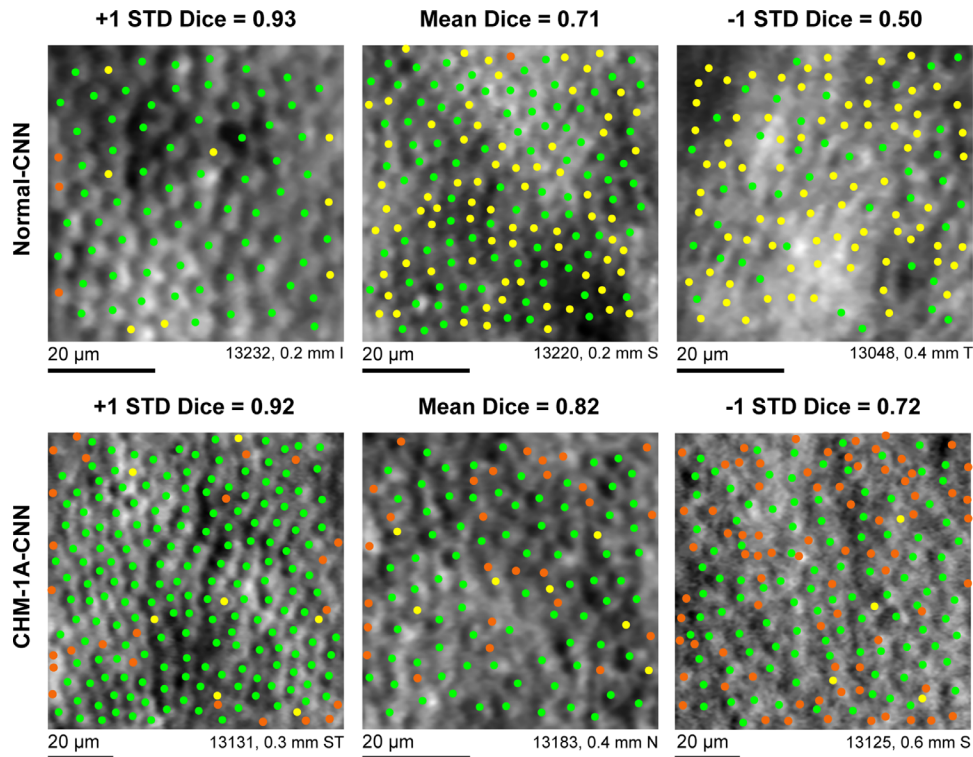 +1 STD Dice = 0.93
Mean Dice = 0.71
-1 STD Dice = 0.50
Normal-CNN
20 µm
13232, 0.2 mm I
20 µm
13220, 0.2 mm S
20 µm
13048, 0.4 mm T
+1 STD Dice = 0.92
Mean Dice = 0.82
-1 STD Dice = 0.72
CHM-1A-CNN
20 µm
13131, 0.3 mm ST
20 µm
13183, 0.4 mm N
20 µm
13125, 0.6 mm S